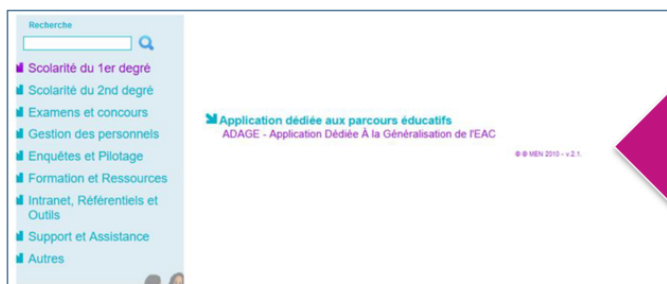 Recherche
Scolarité du 1er degré
Scolarité du 2nd degré
Examens et concours
Gestion des personnels
Enquêtes et Pilotage
Formation et Ressources
Intranet, Référentiels et
Outils
Support et Assistance
Autres
Application dédiée aux parcours éducatifs
ADAGE - Application Dédiée À la Généralisation de l'EAC
MEN 2010 - v.2.1.